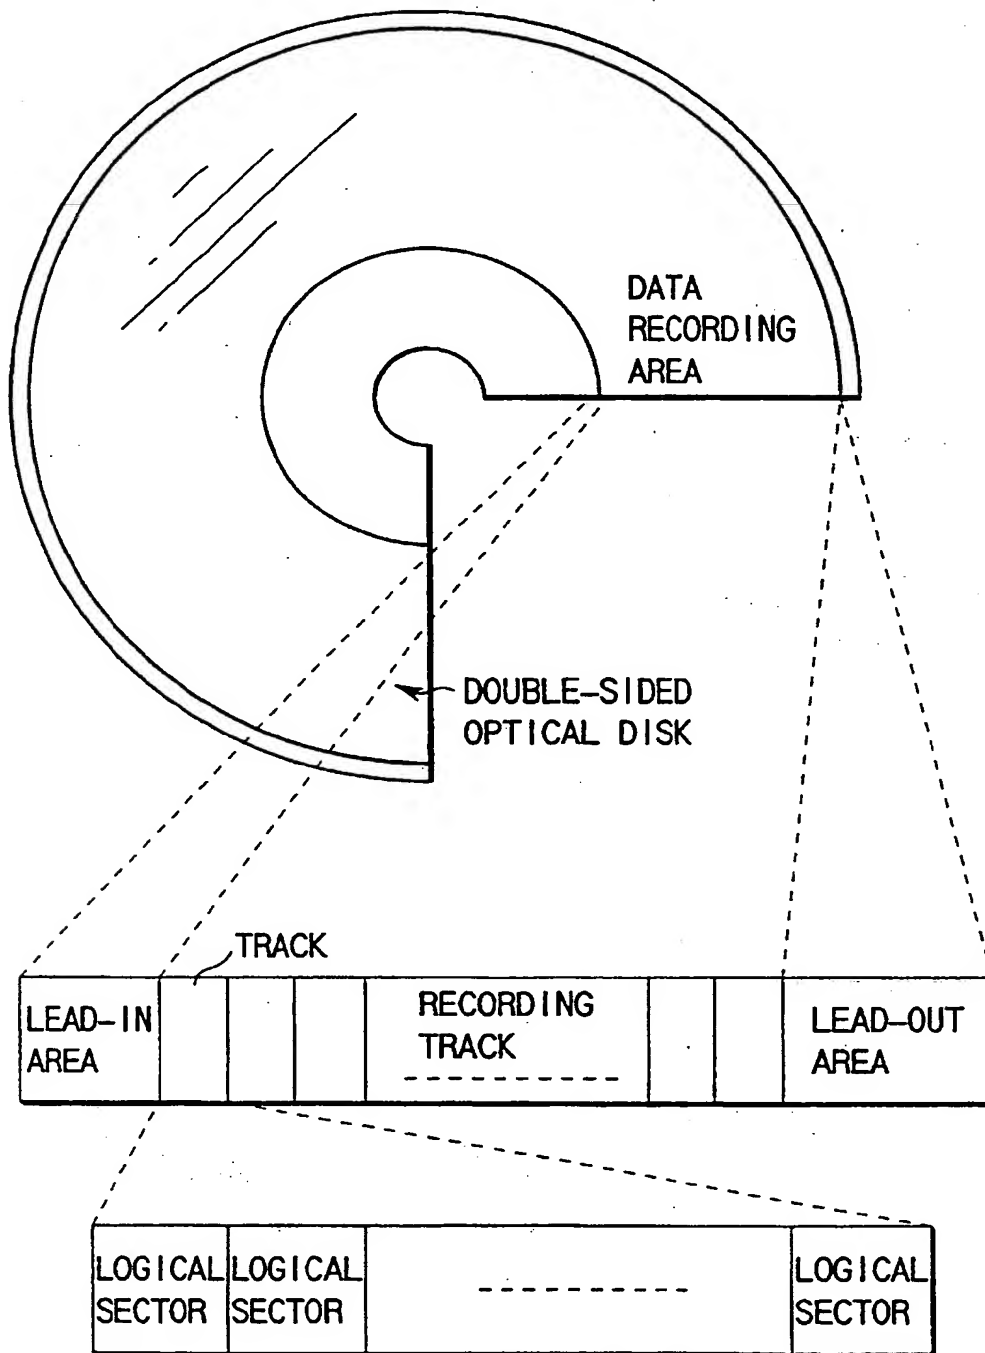 DATA
RECORDING
AREA
DOUBLE-SIDED
OPTICAL DISK
TRACK
LEAD-IN
AREA
RECORDING
TRACK
LEAD-OUT
AREA
LOGICAL
SECTOR
LOGICAL
SECTOR
LOGICAL
SECTOR